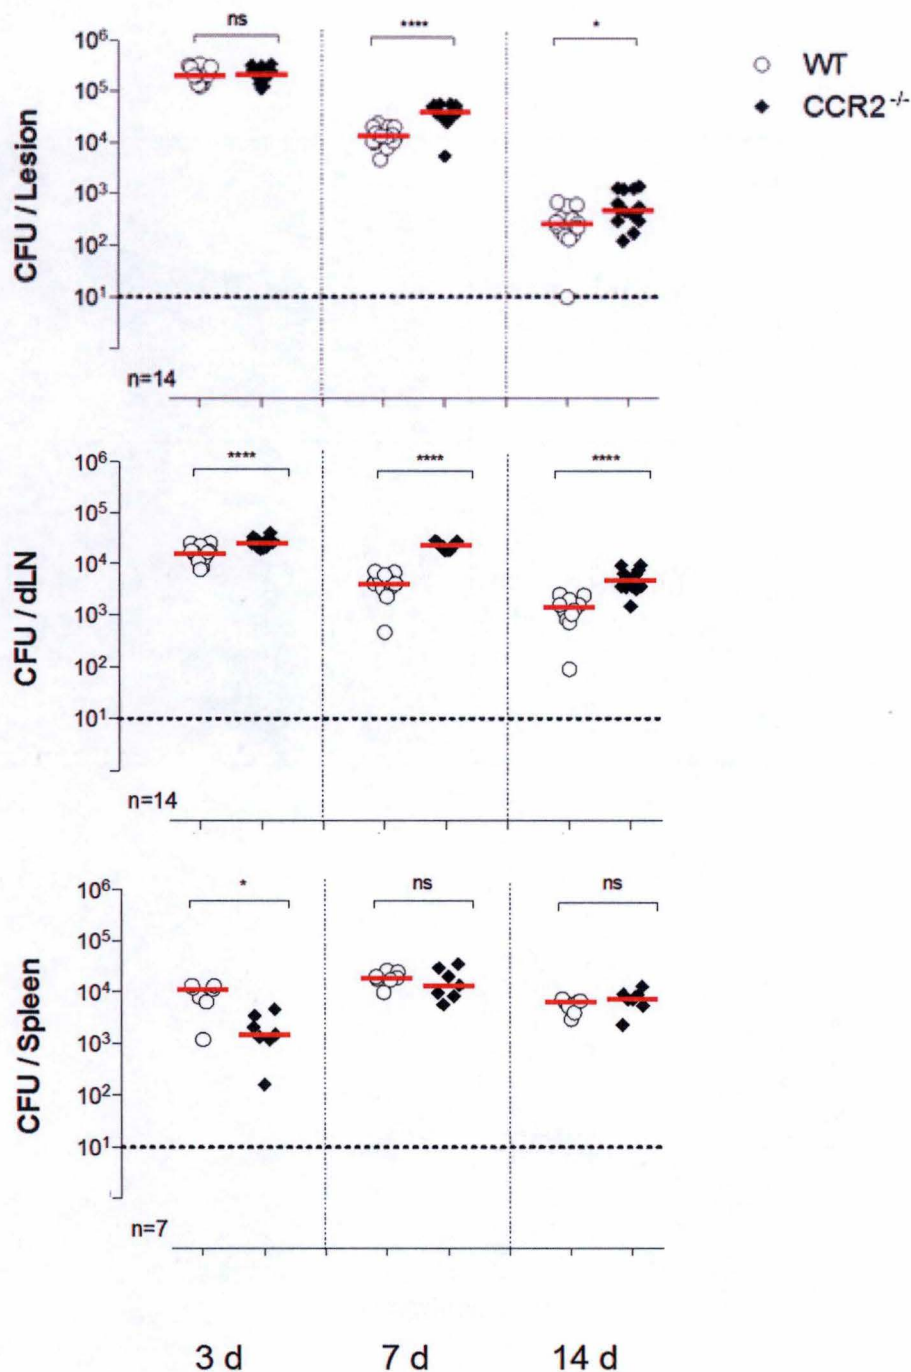 ns
****
*
10⁶
10⁵
10⁴
10³
10²
10¹
CFU / Lesion
n=14
WT
CCR2⁻/⁻
****
****
****
10⁶
10⁵
10⁴
10³
10²
10¹
CFU / dLN
n=14
*
ns
ns
10⁶
10⁵
10⁴
10³
10²
10¹
CFU / Spleen
n=7
3 d
7 d
14 d